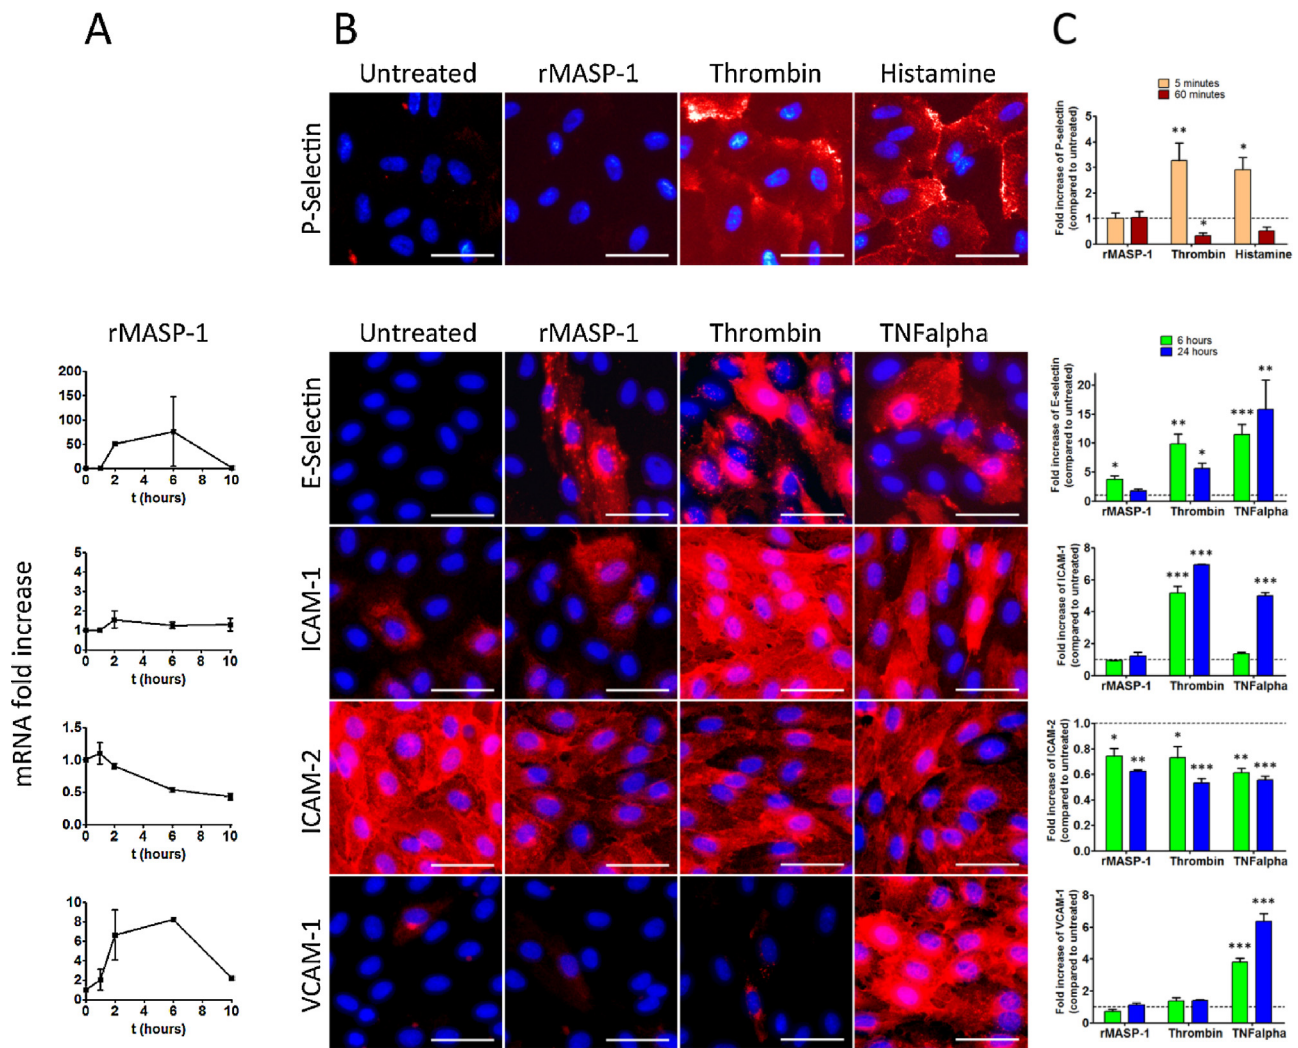 A
B
C
Untreated
rMASP-1
Thrombin
Histamine
P-Selectin
5 minutes
60 minutes
Fold increase of P-selectin
(compared to untreated)
5
4
3
2
1
0
**
*
*
rMASP-1
Thrombin
Histamine
rMASP-1
Untreated
rMASP-1
Thrombin
TNFalpha
mRNA fold increase
200
150
100
50
0
0
2
4
6
8
10
t (hours)
E-Selectin
6 hours
24 hours
Fold increase of E-selectin
(compared to untreated)
20
15
10
5
0
*
**
*
***
**
rMASP-1
Thrombin
TNFalpha
5
4
3
2
1
0
0
2
4
6
8
10
t (hours)
ICAM-1
Fold increase of ICAM-1
(compared to untreated)
8
6
4
2
0
***
***
***
rMASP-1
Thrombin
TNFalpha
1.5
1.0
0.5
0.0
0
2
4
6
8
10
t (hours)
ICAM-2
Fold increase of ICAM-2
(compared to untreated)
1.0
0.8
0.6
0.4
0.2
0.0
*
**
*
***
**
***
rMASP-1
Thrombin
TNFalpha
10
8
6
4
2
0
0
2
4
6
8
10
t (hours)
VCAM-1
Fold increase of VCAM-1
(compared to untreated)
8
6
4
2
0
***
***
rMASP-1
Thrombin
TNFalpha